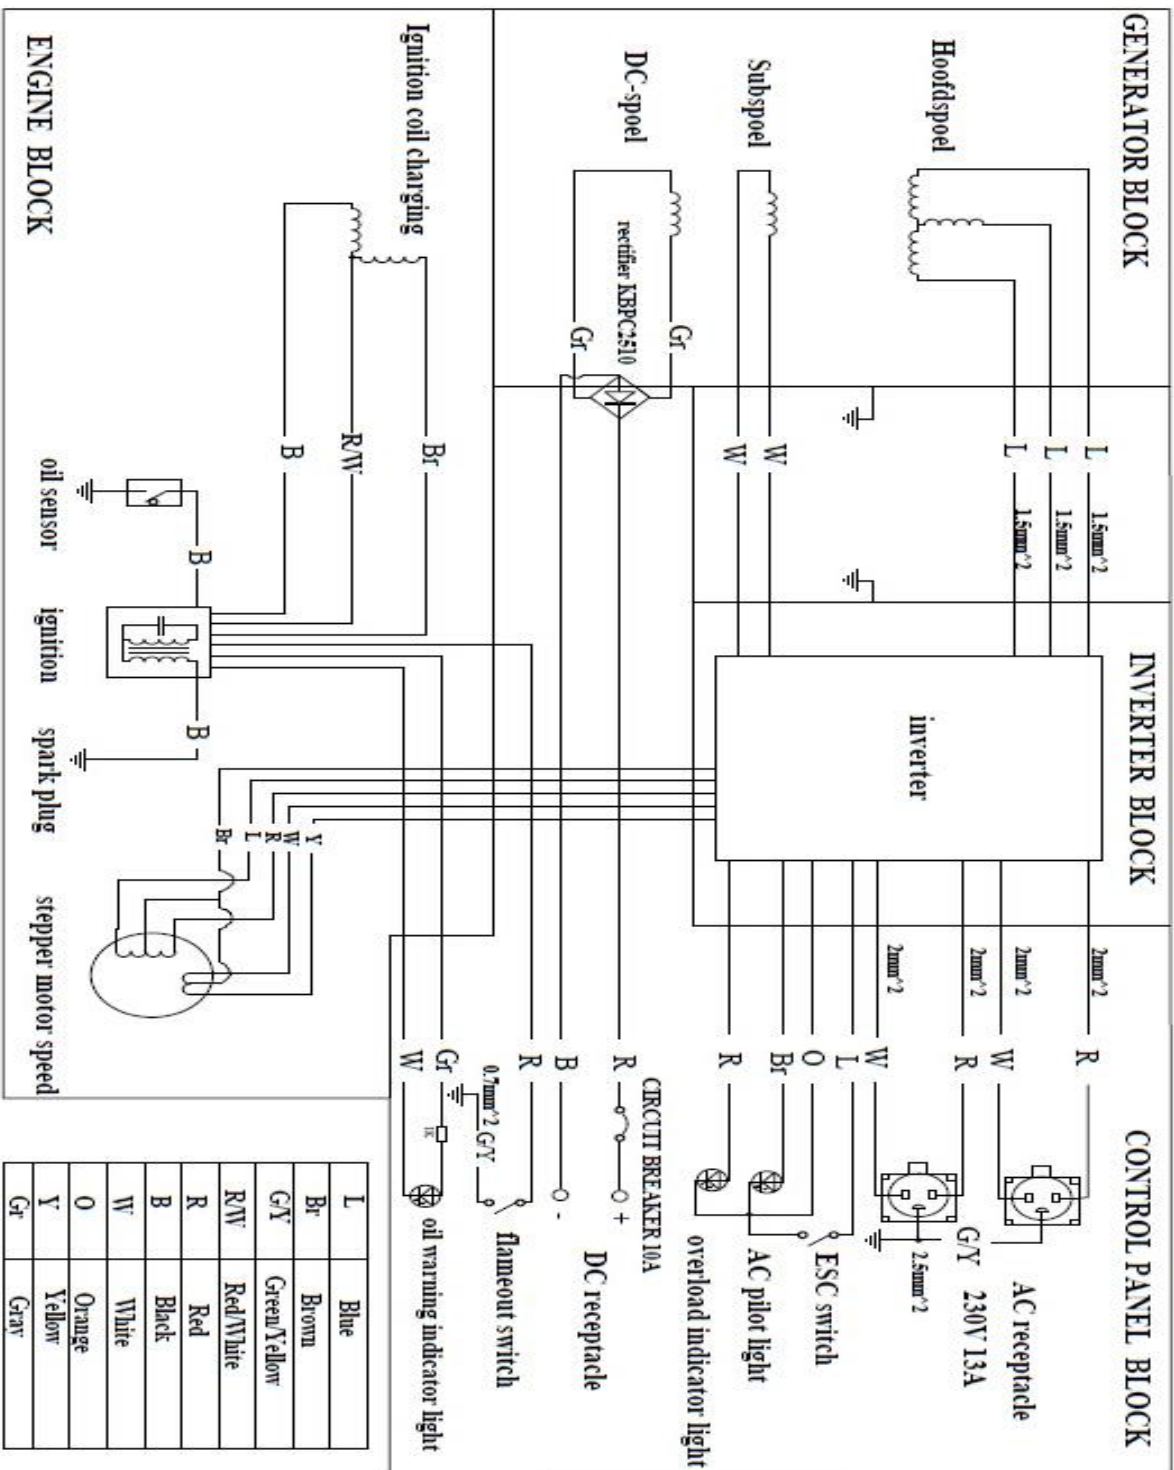 GENERATOR BLOCK
INVERTER BLOCK
CONTROL PANEL BLOCK
Hoofdspoel
L
L
L
1.5mm^2
1.5mm^2
1.5mm^2
inverter
2mm^2
2mm^2
2mm^2
2mm^2
R
W
R
W
AC receptacle
230V 13A
G/Y
2.5mm^2
Subspoel
W
W
L
O
Br
R
ESC switch
AC pilot light
overload indicator light
DC-spoel
Gr
Gr
rectifier KBPC2510
R
B
CIRCUIT BREAKER 10A
+
-
DC receptacle
R
0.7mm^2 G/Y
flameout switch
Gr
W
1K
oil warning indicator light
Ignition coil charging
Br
R/W
B
B
B
Y
W
R
L
Br
oil sensor
ignition
spark plug
stepper motor speed
ENGINE BLOCK
L Blue
Br Brown
G/Y Green/Yellow
R/W Red/White
R Red
B Black
W White
O Orange
Y Yellow
Gr Gray